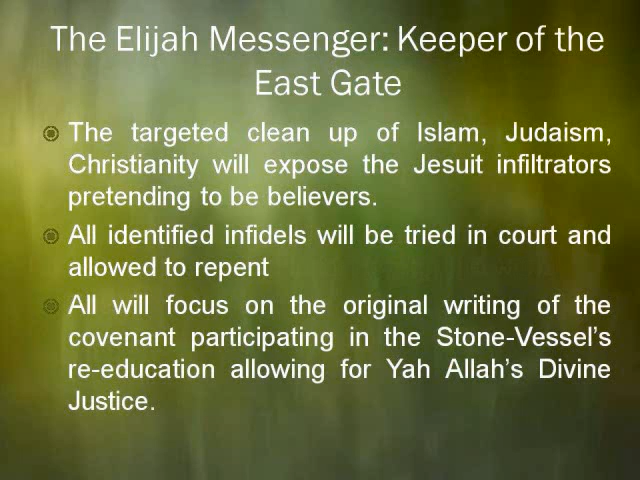 The Elijah Messenger: Keeper of the
East Gate
The targeted clean up of Islam, Judaism,
Christianity will expose the Jesuit infiltrators
pretending to be believers.
All identified infidels will be tried in court and
allowed to repent
All will focus on the original writing of the
covenant participating in the Stone-Vessel’s
re-education allowing for Yah Allah’s Divine
Justice.